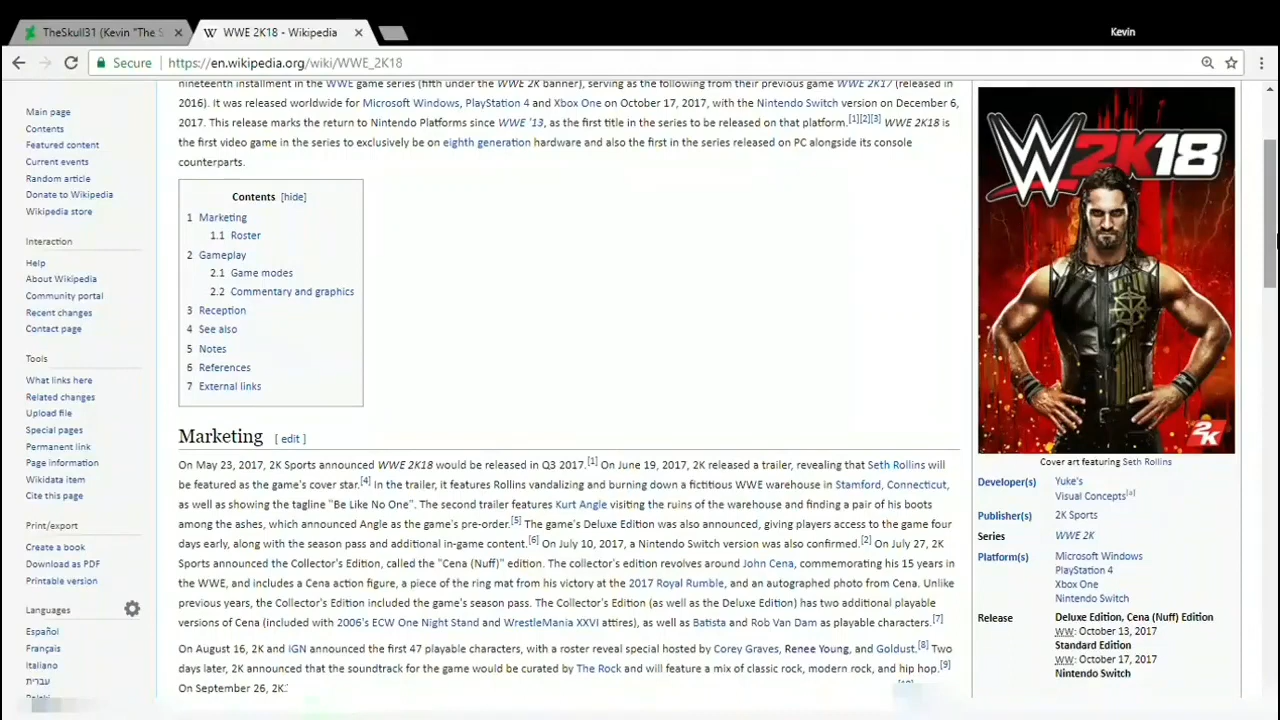 TheSkull31 (Kevin "The S
WWE 2K18 - Wikipedia
Kevin
Secure
https://en.wikipedia.org/wiki/WWE_2K18
Main page
Contents
Featured content
Current events
Random article
Donate to Wikipedia
Wikipedia store
Interaction
Help
About Wikipedia
Community portal
Recent changes
Contact page
Tools
What links here
Related changes
Upload file
Special pages
Permanent link
Page information
Wikidata item
Cite this page
Print/export
Create a book
Download as PDF
Printable version
Languages
Español
Français
Italiano
עברית
nineteenth installment in the WWE game series (fifth under the WWE 2K banner), serving as the following from their previous game WWE 2K17 (released in
2016). It was released worldwide for Microsoft Windows, PlayStation 4 and Xbox One on October 17, 2017, with the Nintendo Switch version on December 6,
2017. This release marks the return to Nintendo Platforms since WWE '13, as the first title in the series to be released on that platform.[1][2][3] WWE 2K18 is
the first video game in the series to exclusively be on eighth generation hardware and also the first in the series released on PC alongside its console
counterparts.
Contents [hide]
1 Marketing
1.1 Roster
2 Gameplay
2.1 Game modes
2.2 Commentary and graphics
3 Reception
4 See also
5 Notes
6 References
7 External links
Marketing [ edit ]
On May 23, 2017, 2K Sports announced WWE 2K18 would be released in Q3 2017.[1] On June 19, 2017, 2K released a trailer, revealing that Seth Rollins will
be featured as the game's cover star.[4] In the trailer, it features Rollins vandalizing and burning down a fictitious WWE warehouse in Stamford, Connecticut,
as well as showing the tagline "Be Like No One". The second trailer features Kurt Angle visiting the ruins of the warehouse and finding a pair of his boots
among the ashes, which announced Angle as the game's pre-order.[5] The game's Deluxe Edition was also announced, giving players access to the game four
days early, along with the season pass and additional in-game content.[6] On July 10, 2017, a Nintendo Switch version was also confirmed.[2] On July 27, 2K
Sports announced the Collector's Edition, called the "Cena (Nuff)" edition. The collector's edition revolves around John Cena, commemorating his 15 years in
the WWE, and includes a Cena action figure, a piece of the ring mat from his victory at the 2017 Royal Rumble, and an autographed photo from Cena. Unlike
previous years, the Collector's Edition included the game's season pass. The Collector's Edition (as well as the Deluxe Edition) has two additional playable
versions of Cena (included with 2006's ECW One Night Stand and WrestleMania XXVI attires), as well as Batista and Rob Van Dam as playable characters.[7]
On August 16, 2K and IGN announced the first 47 playable characters, with a roster reveal special hosted by Corey Graves, Renee Young, and Goldust.[8] Two
days later, 2K announced that the soundtrack for the game would be curated by The Rock and will feature a mix of classic rock, modern rock, and hip hop.[9]
On September 26, 2K
W 2K18
2K
Cover art featuring Seth Rollins
Developer(s) Yuke's
Visual Concepts[a]
Publisher(s) 2K Sports
Series WWE 2K
Platform(s) Microsoft Windows
PlayStation 4
Xbox One
Nintendo Switch
Release Deluxe Edition, Cena (Nuff) Edition
WW: October 13, 2017
Standard Edition
WW: October 17, 2017
Nintendo Switch